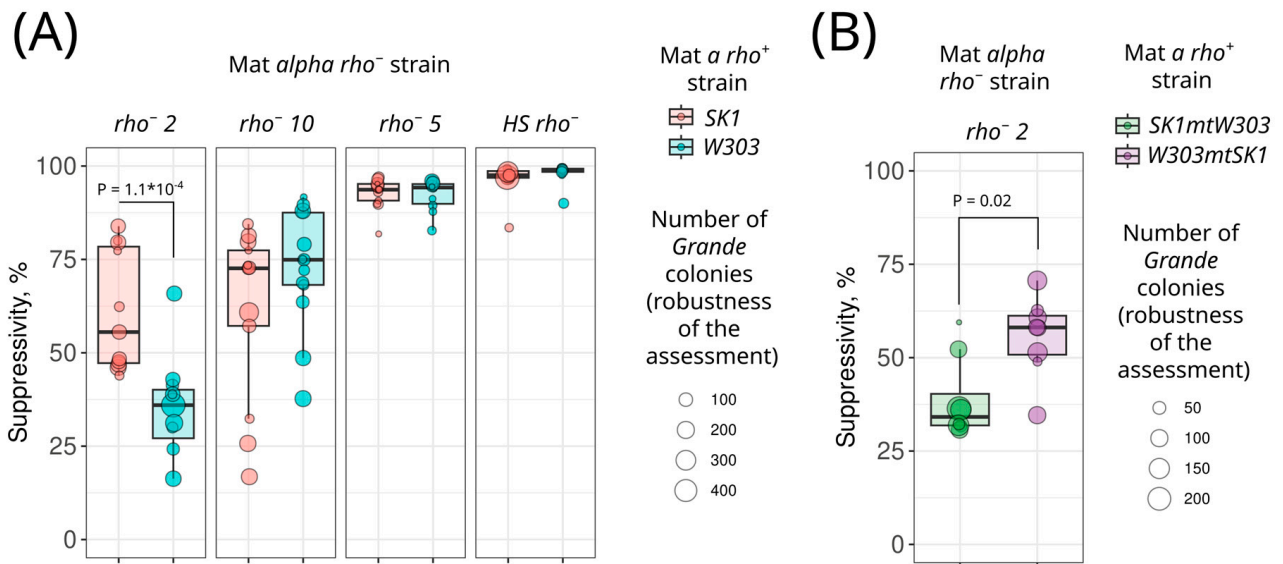 (A)
Mat alpha rho⁻ strain
rho⁻ 2
rho⁻ 10
rho⁻ 5
HS rho⁻
P = 1.1*10⁻⁴
Suppressivity, %
100
75
50
25
0
Mat a rho⁺
strain
SK1
W303
Number of
Grande
colonies
(robustness
of the
assessment)
100
200
300
400
(B)
Mat alpha
rho⁻ strain
rho⁻ 2
P = 0.02
Suppressivity, %
100
75
50
25
0
Mat a rho⁺
strain
SK1mtW303
W303mtSK1
Number of
Grande
colonies
(robustness
of the
assessment)
50
100
150
200